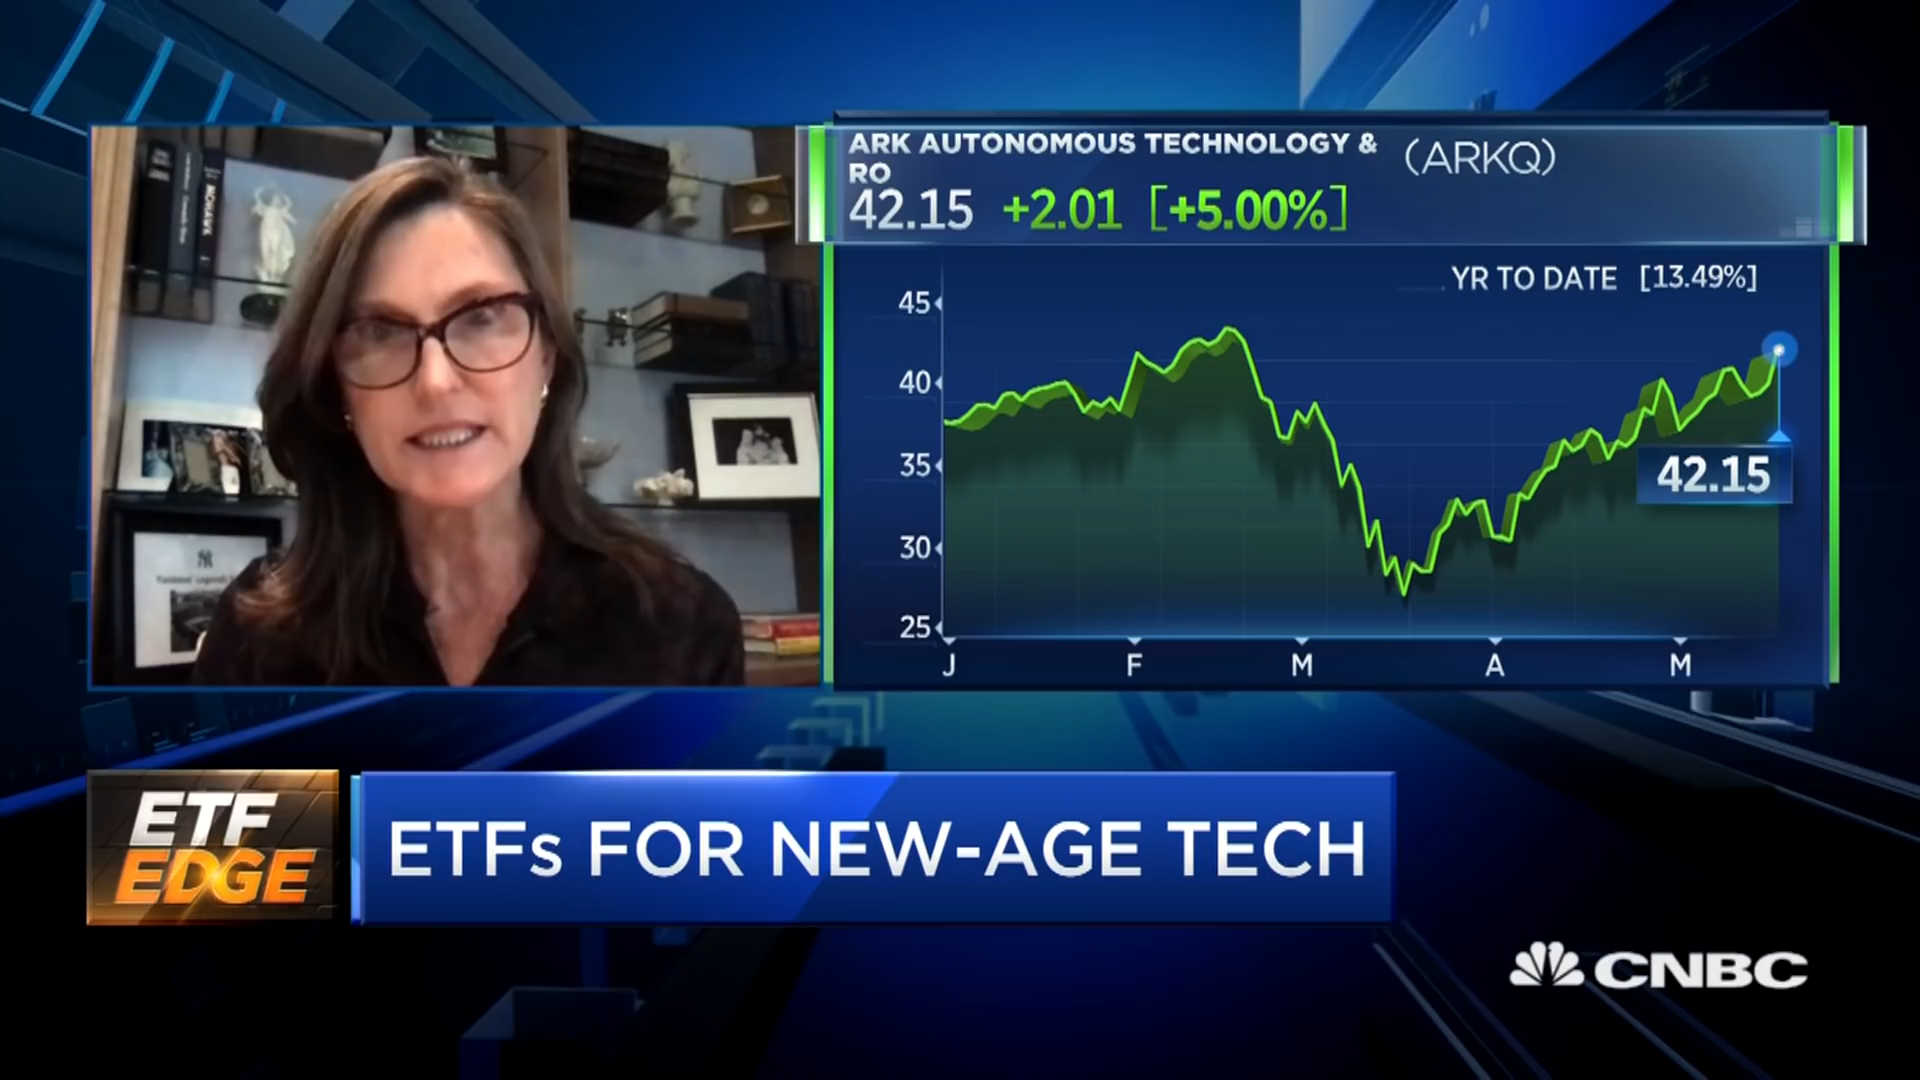 ARK AUTONOMOUS TECHNOLOGY &
RO
(ARKQ)
42.15 +2.01 [+5.00%]
YR TO DATE [13.49%]
45
40
35
30
25
42.15
J F M A M
MOHAWK
ETF
EDGE
ETFs FOR NEW-AGE TECH
CNBC